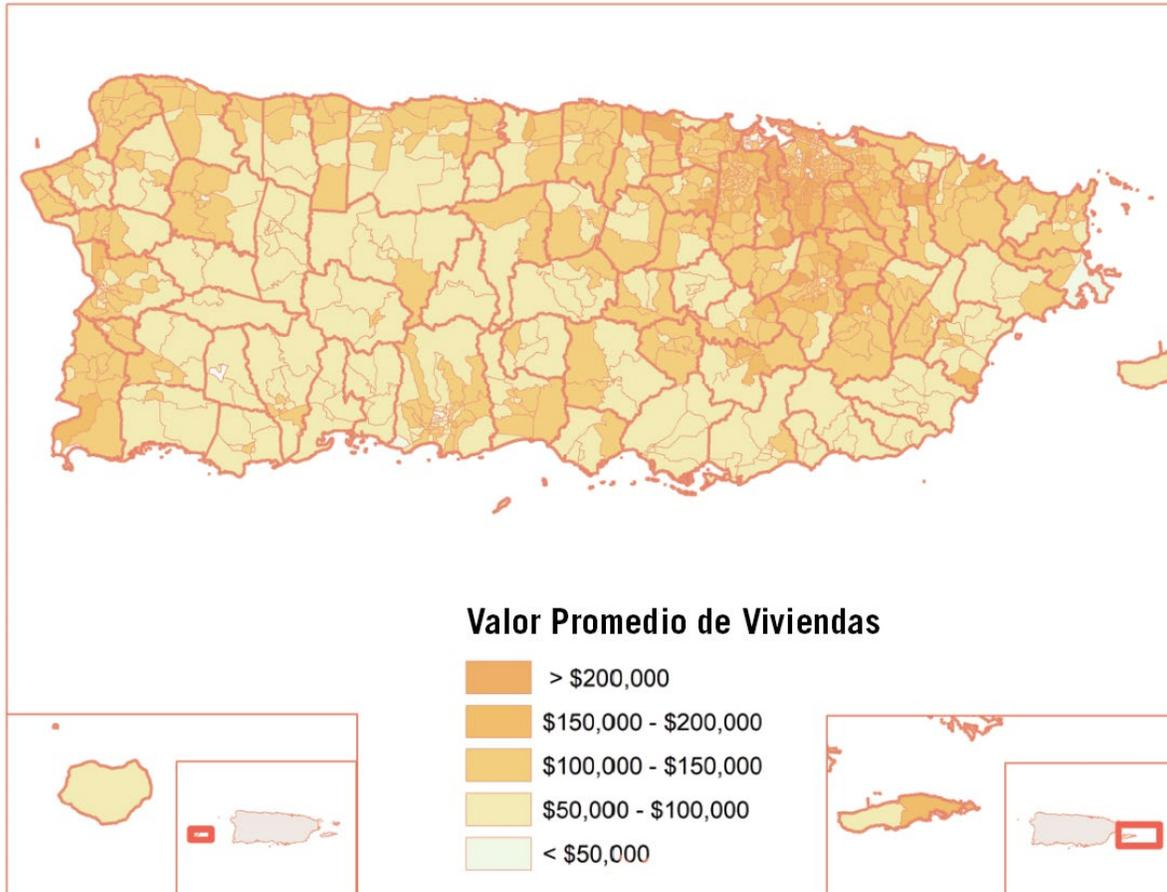 Valor Promedio de Viviendas
> $200,000
$150,000 - $200,000
$100,000 - $150,000
$50,000 - $100,000
< $50,000